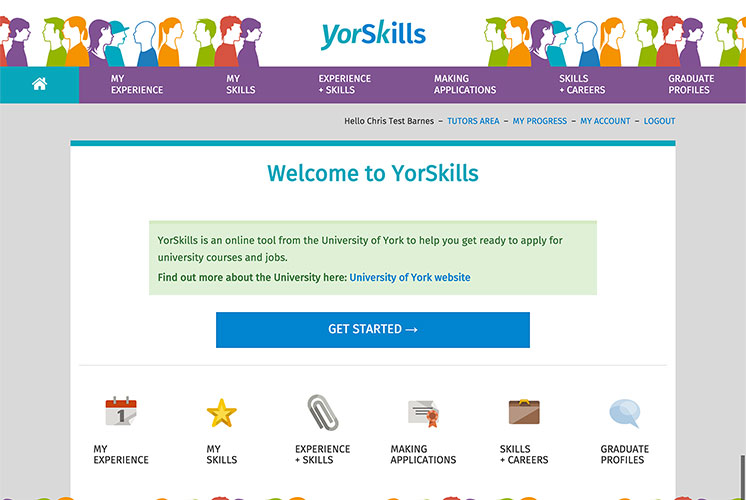 YorSkills
MY
EXPERIENCE
MY
SKILLS
EXPERIENCE
+ SKILLS
MAKING
APPLICATIONS
SKILLS
+ CAREERS
GRADUATE
PROFILES
Hello Chris Test Barnes – TUTORS AREA – MY PROGRESS – MY ACCOUNT – LOGOUT
Welcome to YorSkills
YorSkills is an online tool from the University of York to help you get ready to apply for
university courses and jobs.
Find out more about the University here: University of York website
GET STARTED →
1
MY
EXPERIENCE
MY
SKILLS
EXPERIENCE
+ SKILLS
MAKING
APPLICATIONS
SKILLS
+ CAREERS
GRADUATE
PROFILES